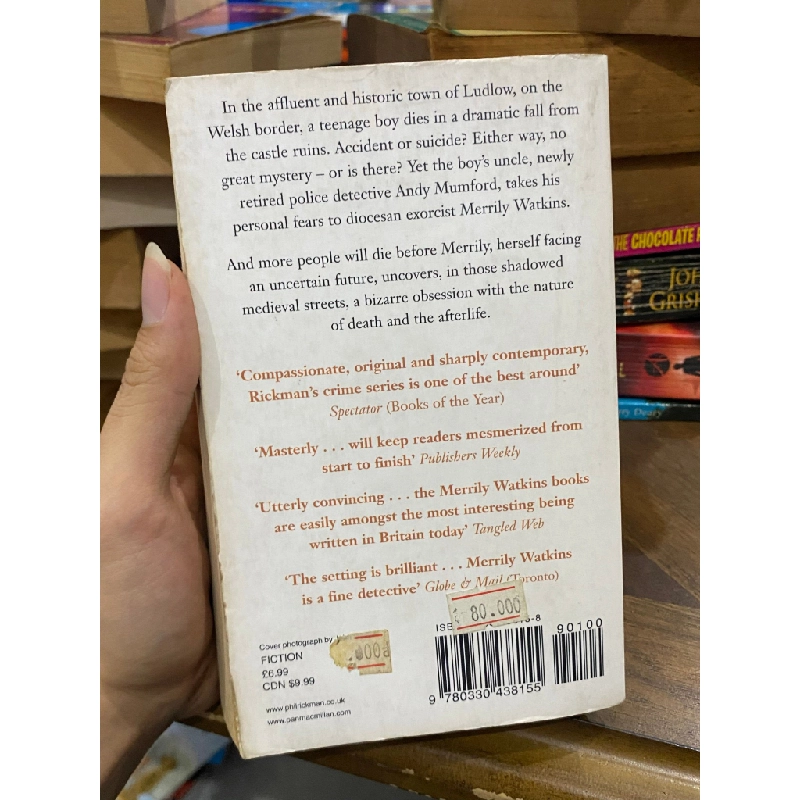 In the affluent and historic town of Ludlow, on the
Welsh border, a teenage boy dies in a dramatic fall from
the castle ruins. Accident or suicide? Either way, no
great mystery – or is there? Yet the boy's uncle, newly
retired police detective Andy Mumford, takes his
personal fears to diocesan exorcist Merrily Watkins.
And more people will die before Merrily, herself facing
an uncertain future, uncovers, in those shadowed
medieval streets, a bizarre obsession with the nature
of death and the afterlife.
'Compassionate, original and sharply contemporary,
Rickman's crime series is one of the best around'
Spectator (Books of the Year)
'Masterly . . . will keep readers mesmerized from
start to finish' Publishers Weekly
'Utterly convincing . . . the Merrily Watkins books
are easily amongst the most interesting being
written in Britain today' Tangled Web
'The setting is brilliant . . . Merrily Watkins
is a fine detective' Globe & Mail (Toronto)
80.000
90100
9 780330 438155
Cover photograph by
.000
FICTION
£6.99
CDN $9.99
www.philrickman.co.uk
www.panmacmillan.com
THE CHOCOLATE
JOH
GRISH
Deary